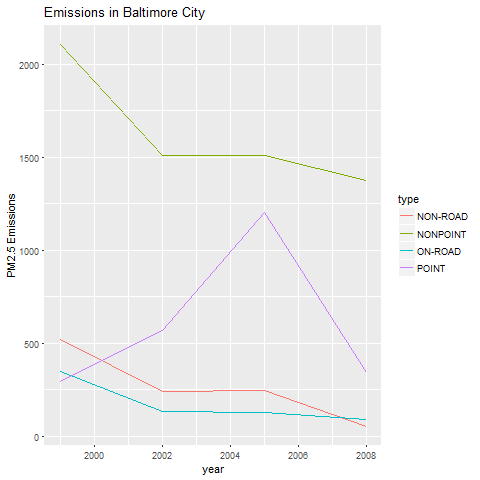 Emissions in Baltimore City
2000
1500
1000
500
0
PM2.5 Emissions
2000
2002
2004
2006
2008
year
type
NON-ROAD
NONPOINT
ON-ROAD
POINT